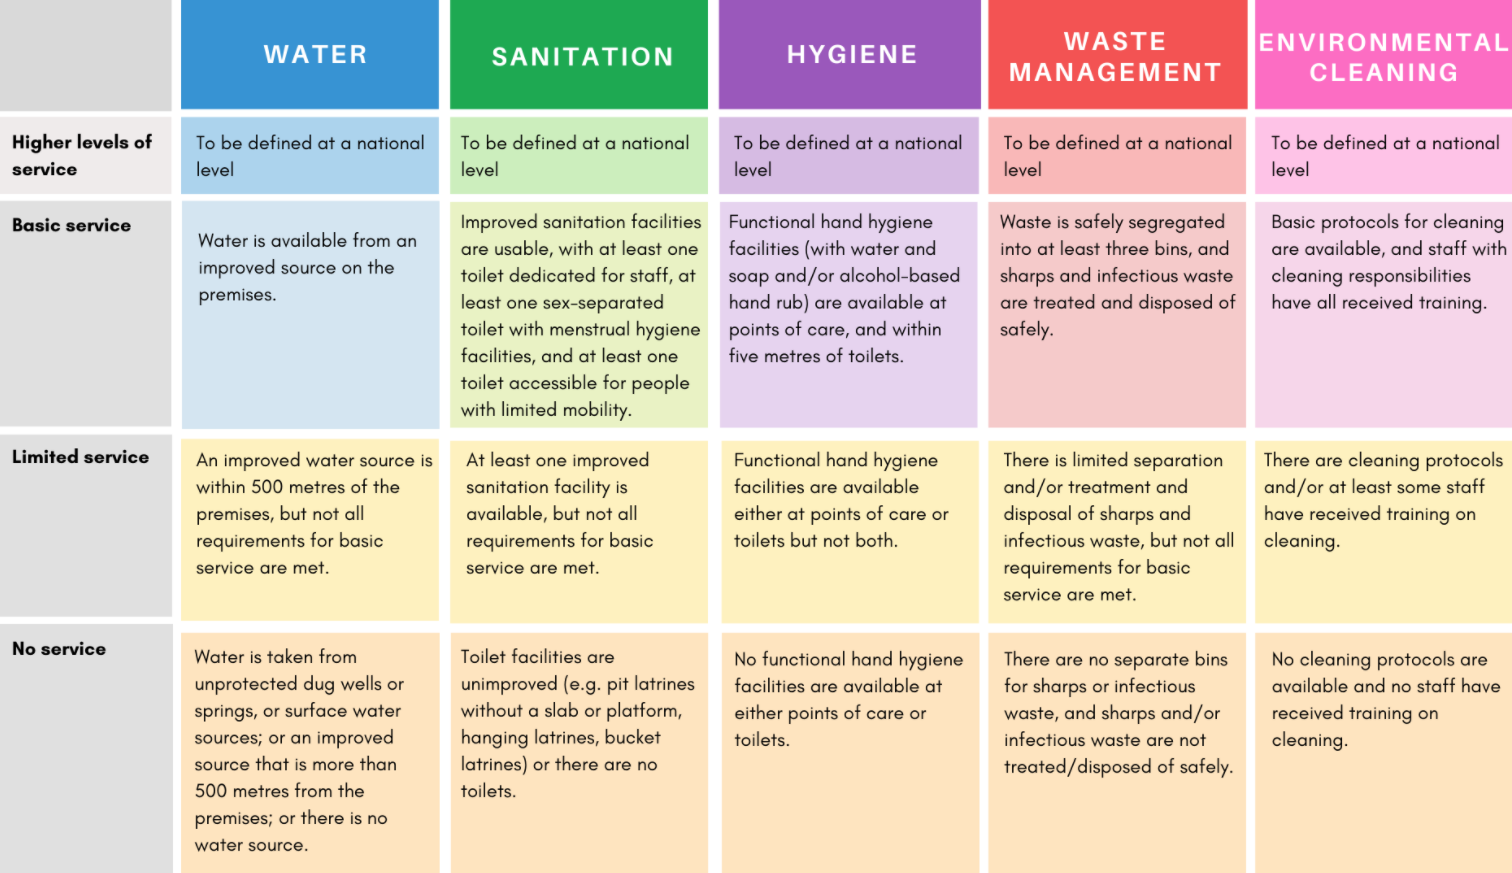 WATER
SANITATION
HYGIENE
WASTE
MANAGEMENT
ENVIRONMENTAL
CLEANING
Higher levels of
service
To be defined at a national
level
To be defined at a national
level
To be defined at a national
level
To be defined at a national
level
To be defined at a national
level
Basic service
Water is available from an
improved source on the
premises.
Improved sanitation facilities
are usable, with at least one
toilet dedicated for staff, at
least one sex-separated
toilet with menstrual hygiene
facilities, and at least one
toilet accessible for people
with limited mobility.
Functional hand hygiene
facilities (with water and
soap and/or alcohol-based
hand rub) are available at
points of care, and within
five metres of toilets.
Waste is safely segregated
into at least three bins, and
sharps and infectious waste
are treated and disposed of
safely.
Basic protocols for cleaning
are available, and staff with
cleaning responsibilities
have all received training.
Limited service
An improved water source is
within 500 metres of the
premises, but not all
requirements for basic
service are met.
At least one improved
sanitation facility is
available, but not all
requirements for basic
service are met.
Functional hand hygiene
facilities are available
either at points of care or
toilets but not both.
There is limited separation
and/or treatment and
disposal of sharps and
infectious waste, but not all
requirements for basic
service are met.
There are cleaning protocols
and/or at least some staff
have received training on
cleaning.
No service
Water is taken from
unprotected dug wells or
springs, or surface water
sources; or an improved
source that is more than
500 metres from the
premises; or there is no
water source.
Toilet facilities are
unimproved (e.g. pit latrines
without a slab or platform,
hanging latrines, bucket
latrines) or there are no
toilets.
No functional hand hygiene
facilities are available at
either points of care or
toilets.
There are no separate bins
for sharps or infectious
waste, and sharps and/or
infectious waste are not
treated/disposed of safely.
No cleaning protocols are
available and no staff have
received training on
cleaning.